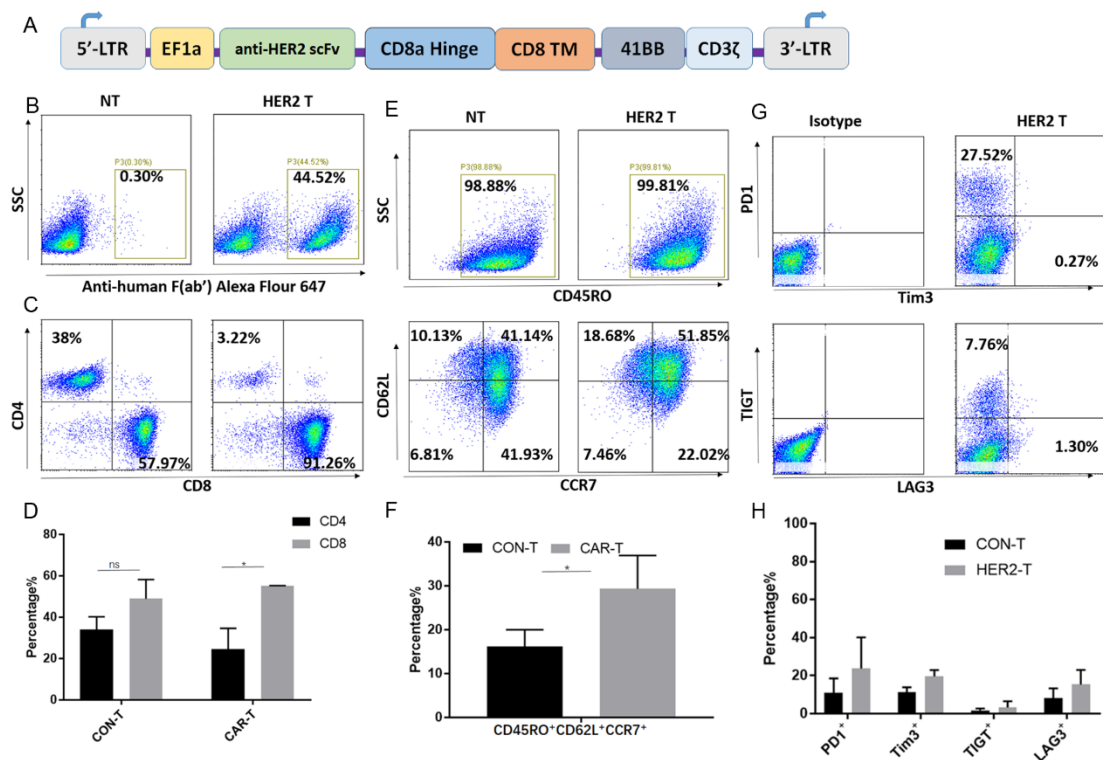 A
5'-LTR EF1a anti-HER2 scFv CD8a Hinge CD8 TM 41BB CD3ζ 3'-LTR
B
NT HER2 T
SSC
P3(0.30%)
0.30%
P3(44.52%)
44.52%
Anti-human F(ab') Alexa Flour 647
C
CD4
38%
57.97%
3.22%
91.26%
CD8
D
Percentage%
80
60
40
20
0
CD4
CD8
ns
*
CON-T CAR-T
E
NT HER2 T
SSC
P3(98.88%)
98.88%
P3(99.81%)
99.81%
CD45RO
CD62L
10.13% 41.14%
6.81% 41.93%
18.68% 51.85%
7.46% 22.02%
CCR7
F
Percentage%
40
30
20
10
0
CON-T CAR-T
*
CD45RO⁺CD62L⁺CCR7⁺
G
Isotype HER2 T
PD1
27.52%
0.27%
Tim3
TIGT
7.76%
1.30%
LAG3
H
Percentage%
100
80
60
40
20
0
CON-T
HER2-T
PD1⁺ Tim3⁺ TIGT⁺ LAG3⁺